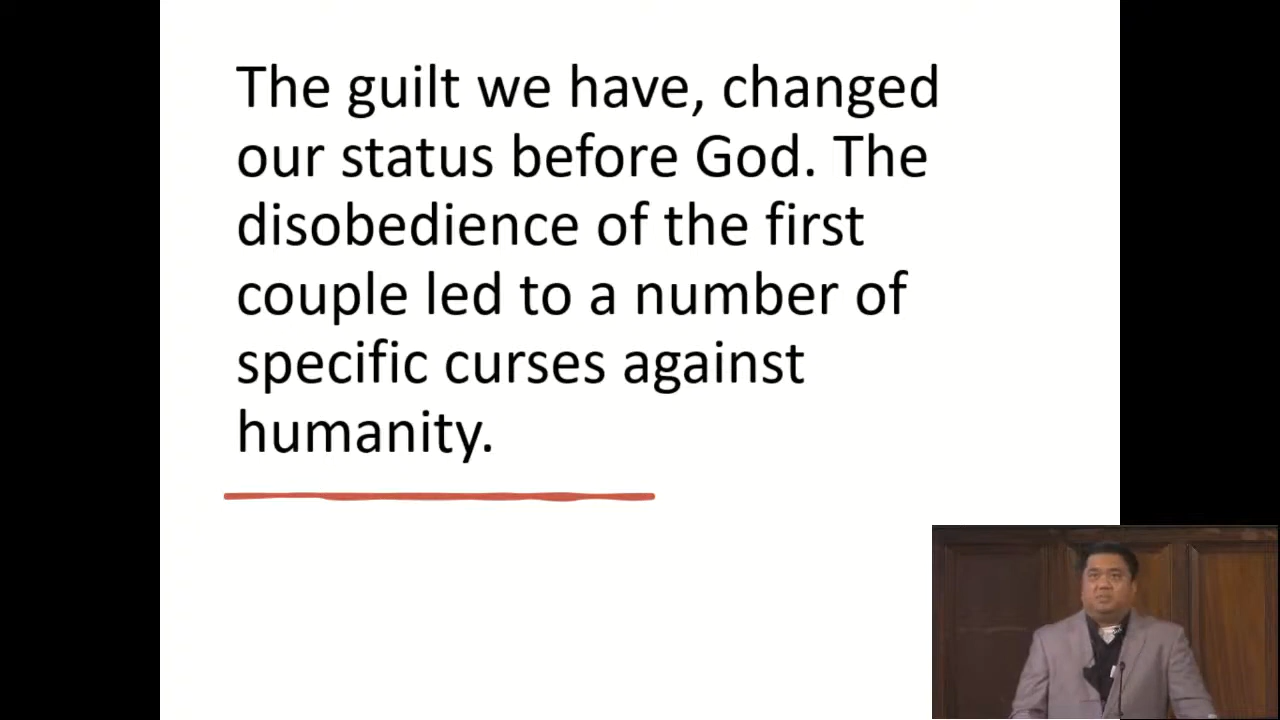 The guilt we have, changed
our status before God. The
disobedience of the first
couple led to a number of
specific curses against
humanity.